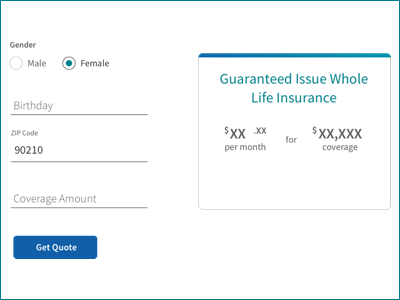 Gender
Male
Female
Birthday
ZIP Code
90210
Coverage Amount
Get Quote
Guaranteed Issue Whole
Life Insurance
$XX .XX
per month
for
$XX,XXX
coverage